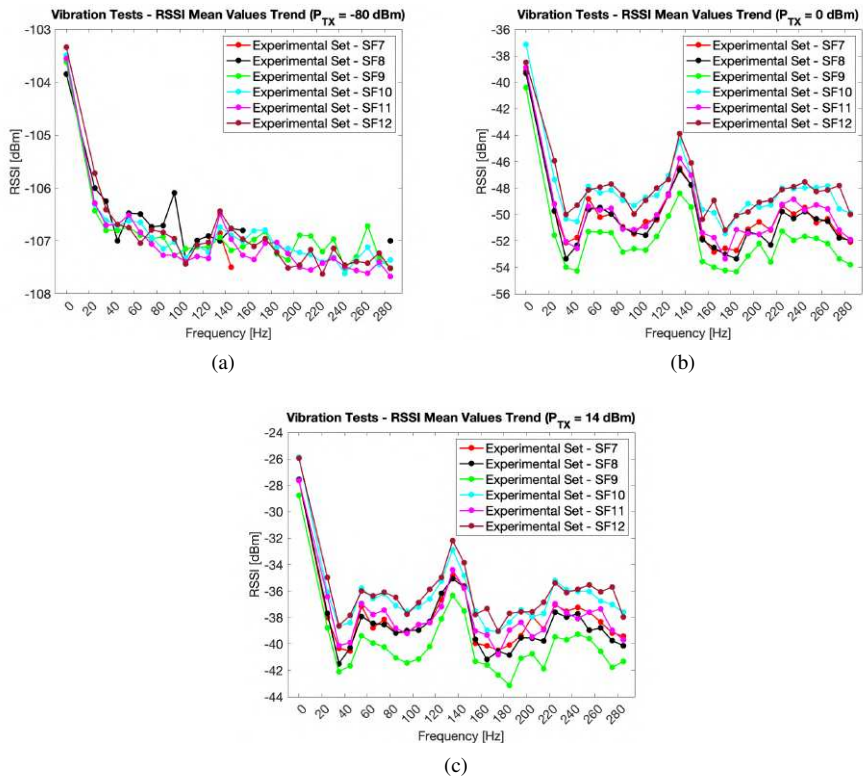 Vibration Tests - RSSI Mean Values Trend (P_TX = -80 dBm)
-103
-104
-105
-106
-107
-108
RSSI [dBm]
Experimental Set - SF7
Experimental Set - SF8
Experimental Set - SF9
Experimental Set - SF10
Experimental Set - SF11
Experimental Set - SF12
0 20 40 60 80 100 120 140 160 180 200 220 240 260 280
Frequency [Hz]
(a)
Vibration Tests - RSSI Mean Values Trend (P_TX = 0 dBm)
-36
-38
-40
-42
-44
-46
-48
-50
-52
-54
-56
RSSI [dBm]
Experimental Set - SF7
Experimental Set - SF8
Experimental Set - SF9
Experimental Set - SF10
Experimental Set - SF11
Experimental Set - SF12
0 20 40 60 80 100 120 140 160 180 200 220 240 260 280
Frequency [Hz]
(b)
Vibration Tests - RSSI Mean Values Trend (P_TX = 14 dBm)
-24
-26
-28
-30
-32
-34
-36
-38
-40
-42
-44
RSSI [dBm]
Experimental Set - SF7
Experimental Set - SF8
Experimental Set - SF9
Experimental Set - SF10
Experimental Set - SF11
Experimental Set - SF12
0 20 40 60 80 100 120 140 160 180 200 220 240 260 280
Frequency [Hz]
(c)